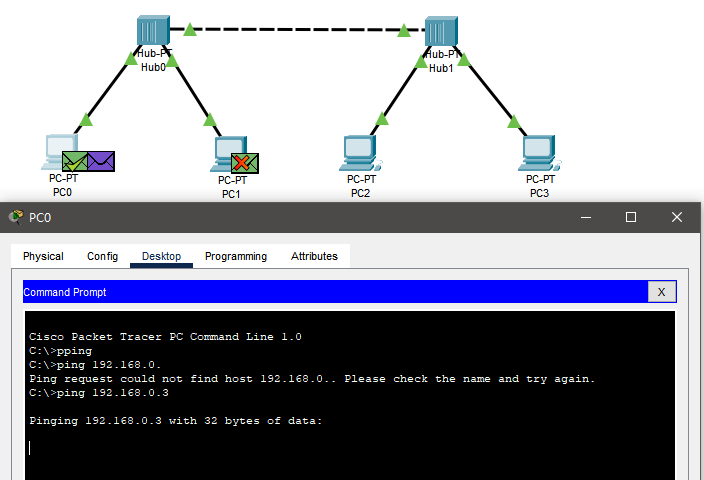 Hub-PT
Hub0
Hub-PT
Hub1
PC-PT
PC0
PC-PT
PC1
PC-PT
PC2
PC-PT
PC3
PC0
Physical Config Desktop Programming Attributes
Command Prompt X
Cisco Packet Tracer PC Command Line 1.0
C:\>pping
C:\>ping 192.168.0.
Ping request could not find host 192.168.0.. Please check the name and try again.
C:\>ping 192.168.0.3
Pinging 192.168.0.3 with 32 bytes of data: